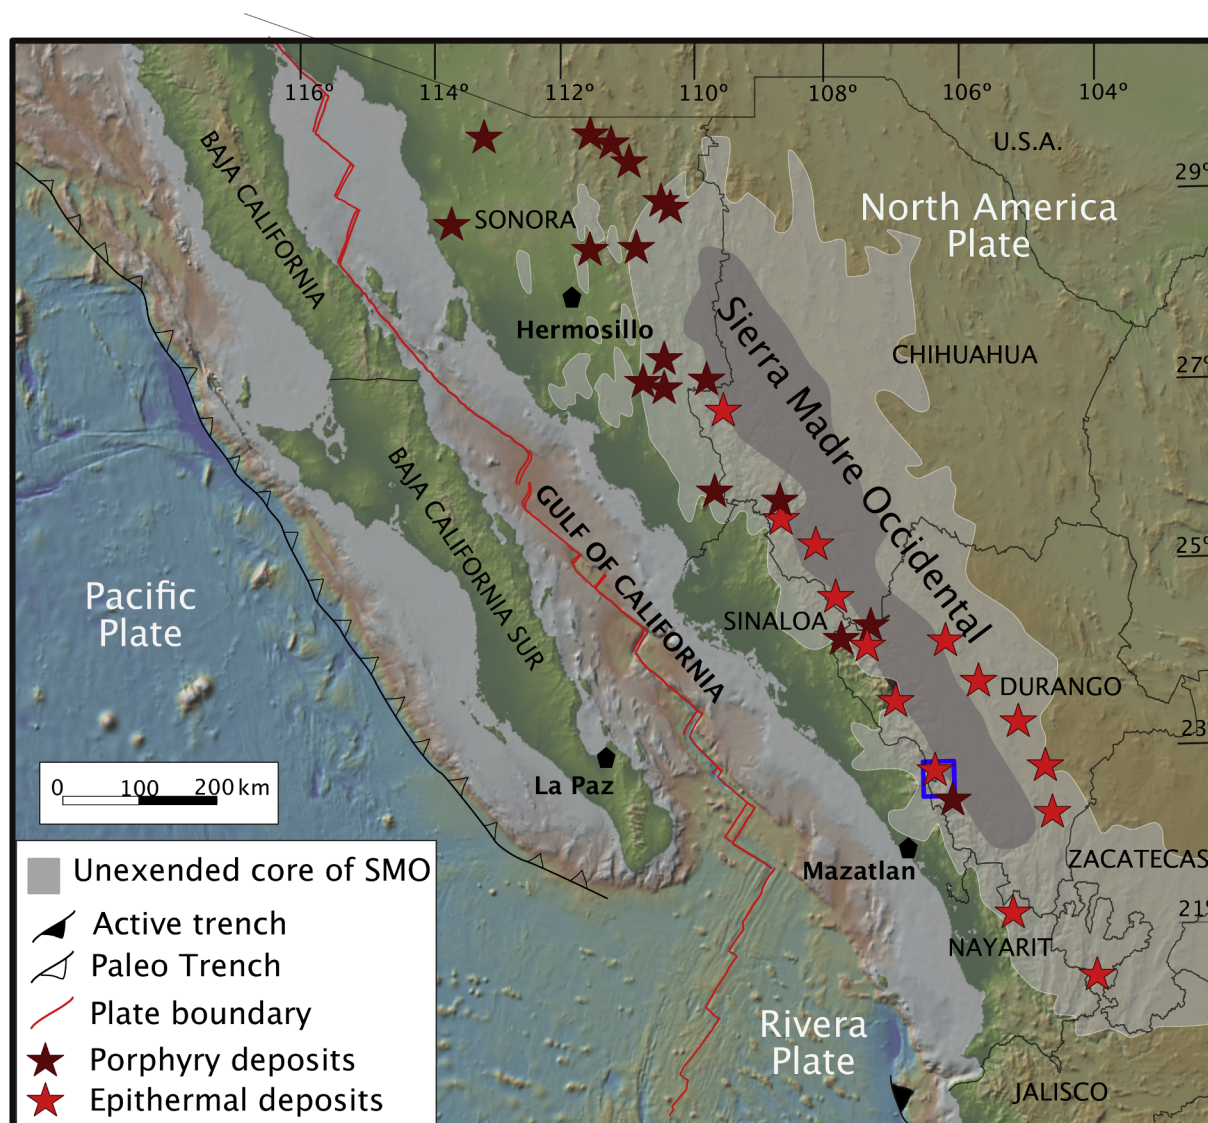 116° 114° 112° 110° 108° 106° 104°
U.S.A.
29°
BAJA CALIFORNIA
SONORA
North America
Plate
Hermosillo
CHIHUAHUA
27°
Sierra Madre Occidental
BAJA CALIFORNIA SUR
GULF OF CALIFORNIA
25°
Pacific
Plate
SINALOA
DURANGO
23
0 100 200 km
La Paz
Mazatlan
ZACATECAS
21°
NAYARIT
Rivera
Plate
JALISCO
Unexended core of SMO
Active trench
Paleo Trench
Plate boundary
Porphyry deposits
Epithermal deposits